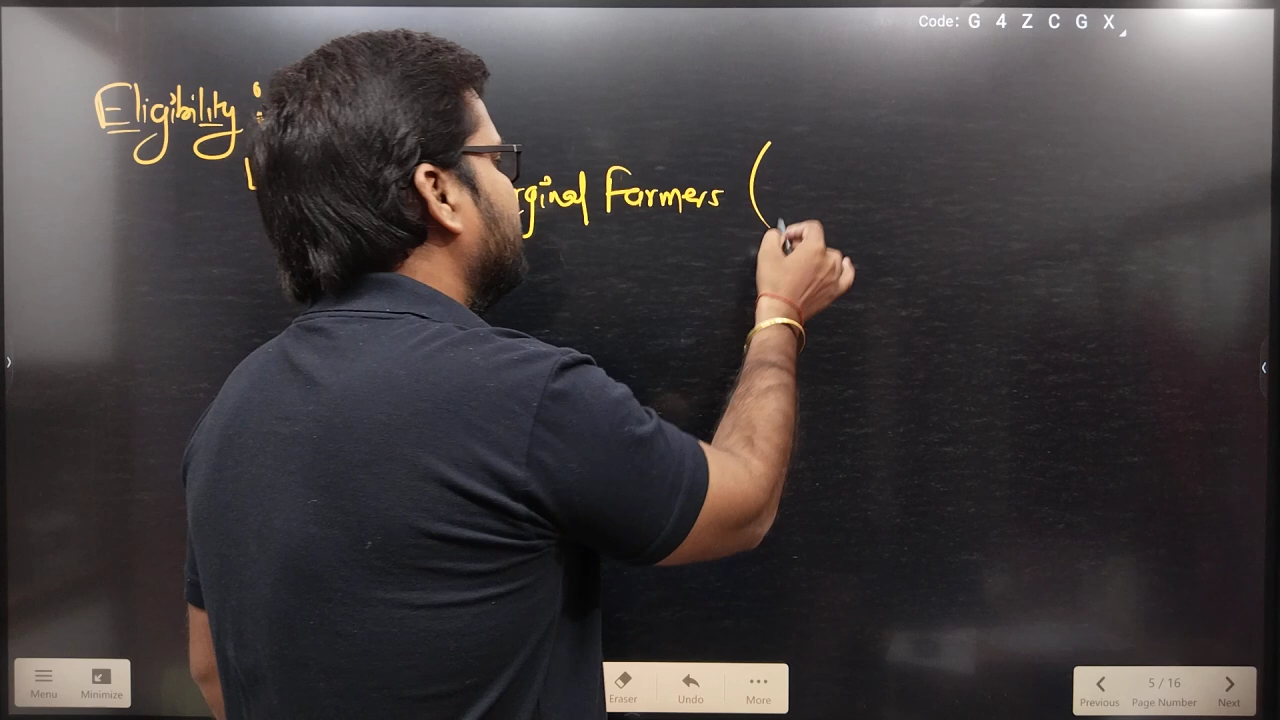 Code: G 4 Z C G X
Eligibility :
rginal Farmers (
Menu
Minimize
Eraser
Undo
More
Previous
5 / 16
Page Number
Next